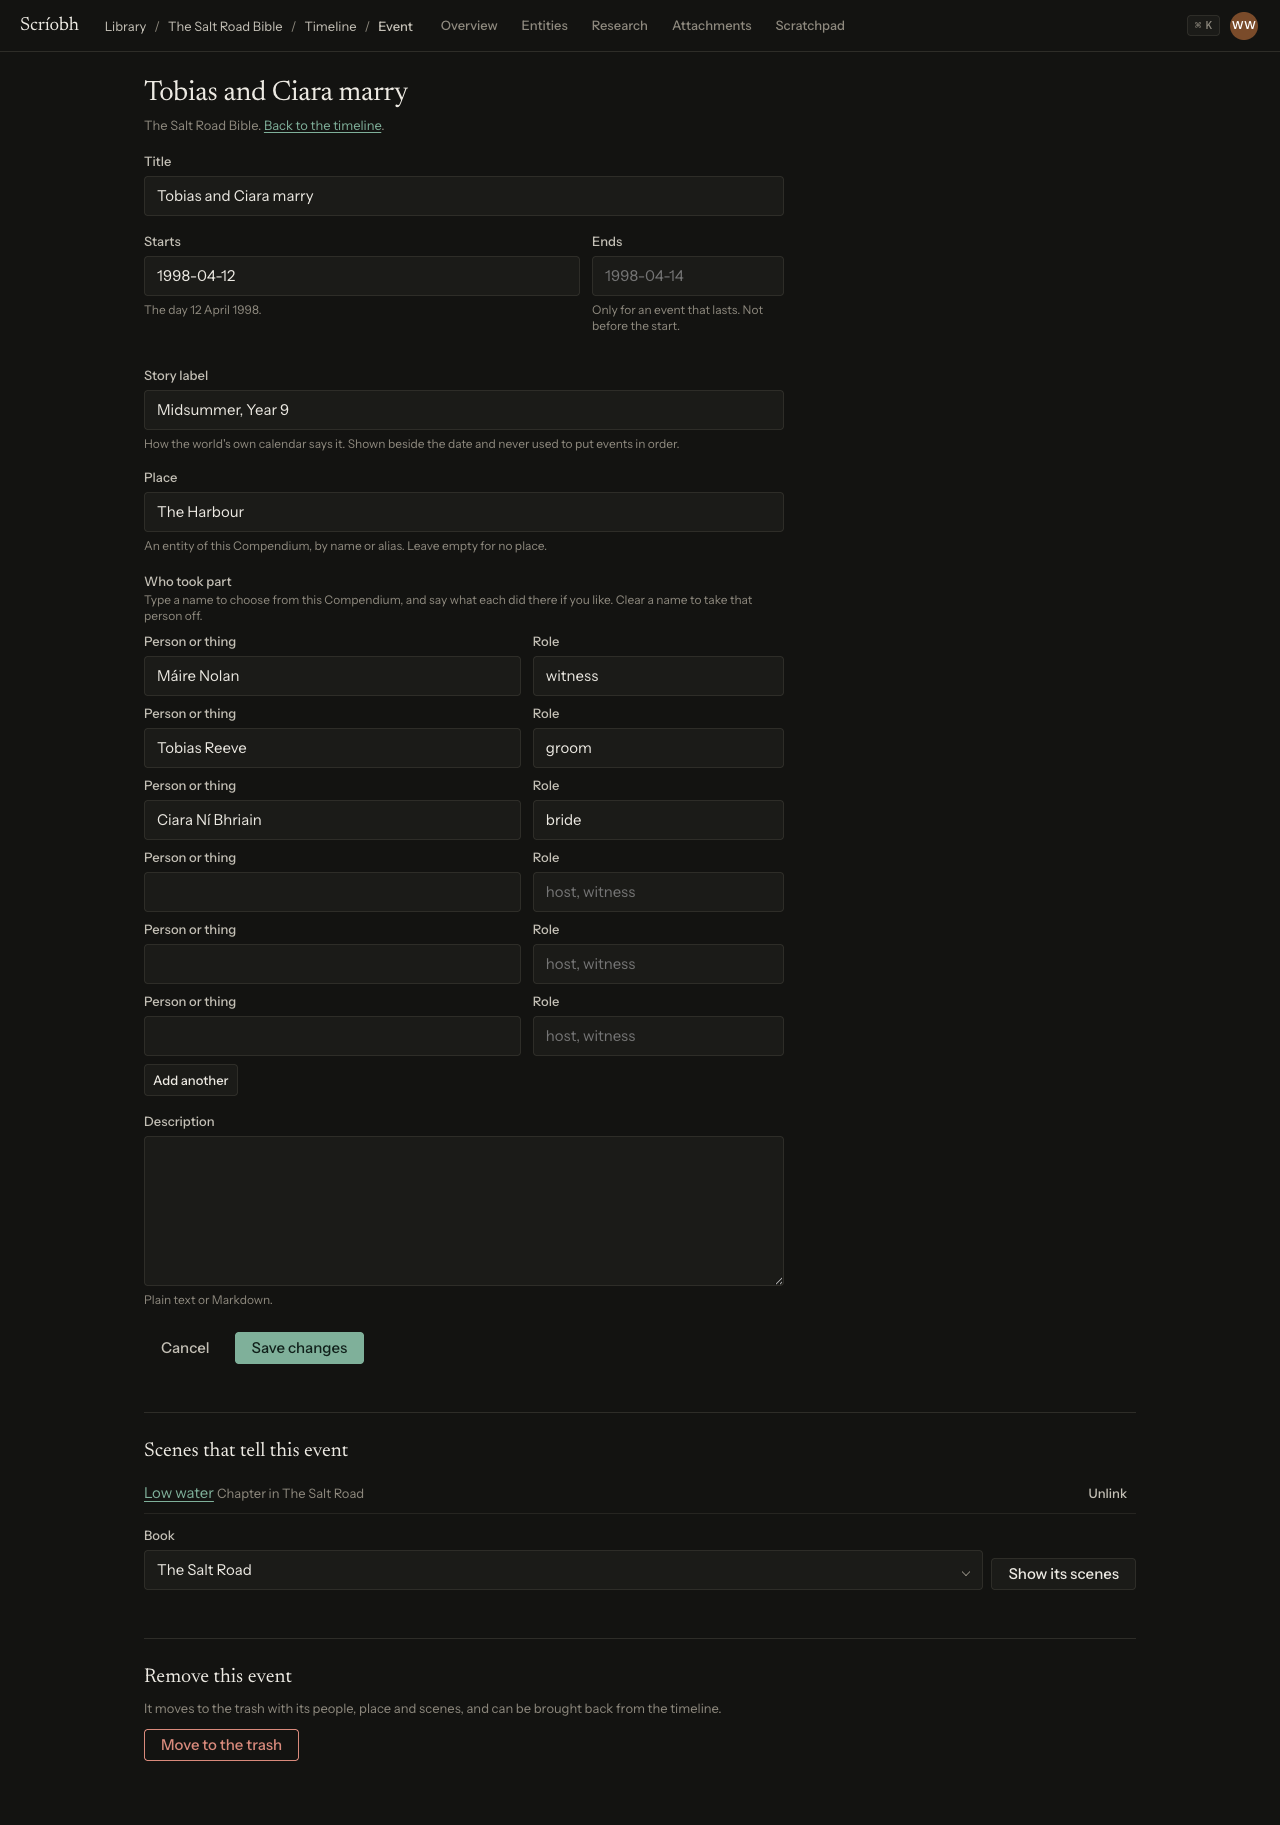 Scríobh
Library / The Salt Road Bible / Timeline / Event
Overview Entities Research Attachments Scratchpad
⌘ K
WW
Tobias and Ciara marry
The Salt Road Bible. Back to the timeline.
Title
Tobias and Ciara marry
Starts Ends
1998-04-12 1998-04-14
The day 12 April 1998. Only for an event that lasts. Not
before the start.
Story label
Midsummer, Year 9
How the world's own calendar says it. Shown beside the date and never used to put events in order.
Place
The Harbour
An entity of this Compendium, by name or alias. Leave empty for no place.
Who took part
Type a name to choose from this Compendium, and say what each did there if you like. Clear a name to take that
person off.
Person or thing Role
Máire Nolan witness
Person or thing Role
Tobias Reeve groom
Person or thing Role
Ciara Ní Bhriain bride
Person or thing Role
host, witness
Person or thing Role
host, witness
Person or thing Role
host, witness
Add another
Description
Plain text or Markdown.
Cancel Save changes
Scenes that tell this event
Low water Chapter in The Salt Road Unlink
Book
The Salt Road Show its scenes
Remove this event
It moves to the trash with its people, place and scenes, and can be brought back from the timeline.
Move to the trash